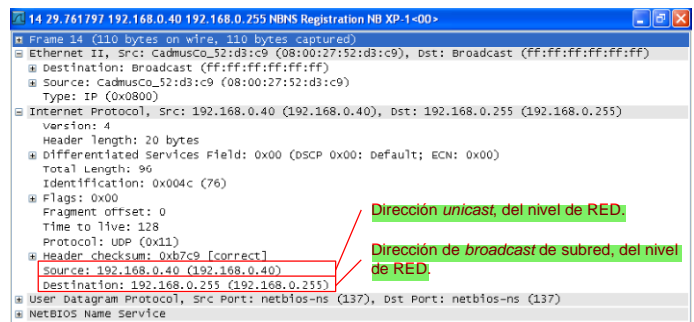 14 29.761797 192.168.0.40 192.168.0.255 NBNS Registration NB XP-1<00>
Frame 14 (110 bytes on wire, 110 bytes captured)
Ethernet II, Src: CadmusCo_52:d3:c9 (08:00:27:52:d3:c9), Dst: Broadcast (ff:ff:ff:ff:ff:ff)
Destination: Broadcast (ff:ff:ff:ff:ff:ff)
Source: CadmusCo_52:d3:c9 (08:00:27:52:d3:c9)
Type: IP (0x0800)
Internet Protocol, Src: 192.168.0.40 (192.168.0.40), Dst: 192.168.0.255 (192.168.0.255)
Version: 4
Header length: 20 bytes
Differentiated Services Field: 0x00 (DSCP 0x00: Default; ECN: 0x00)
Total Length: 96
Identification: 0x004c (76)
Flags: 0x00
Fragment offset: 0
Time to live: 128
Protocol: UDP (0x11)
Header checksum: 0xb7c9 [correct]
Source: 192.168.0.40 (192.168.0.40)
Destination: 192.168.0.255 (192.168.0.255)
User Datagram Protocol, Src Port: netbios-ns (137), Dst Port: netbios-ns (137)
NetBIOS Name Service
Dirección unicast, del nivel de RED.
Dirección de broadcast de subred, del nivel
de RED.